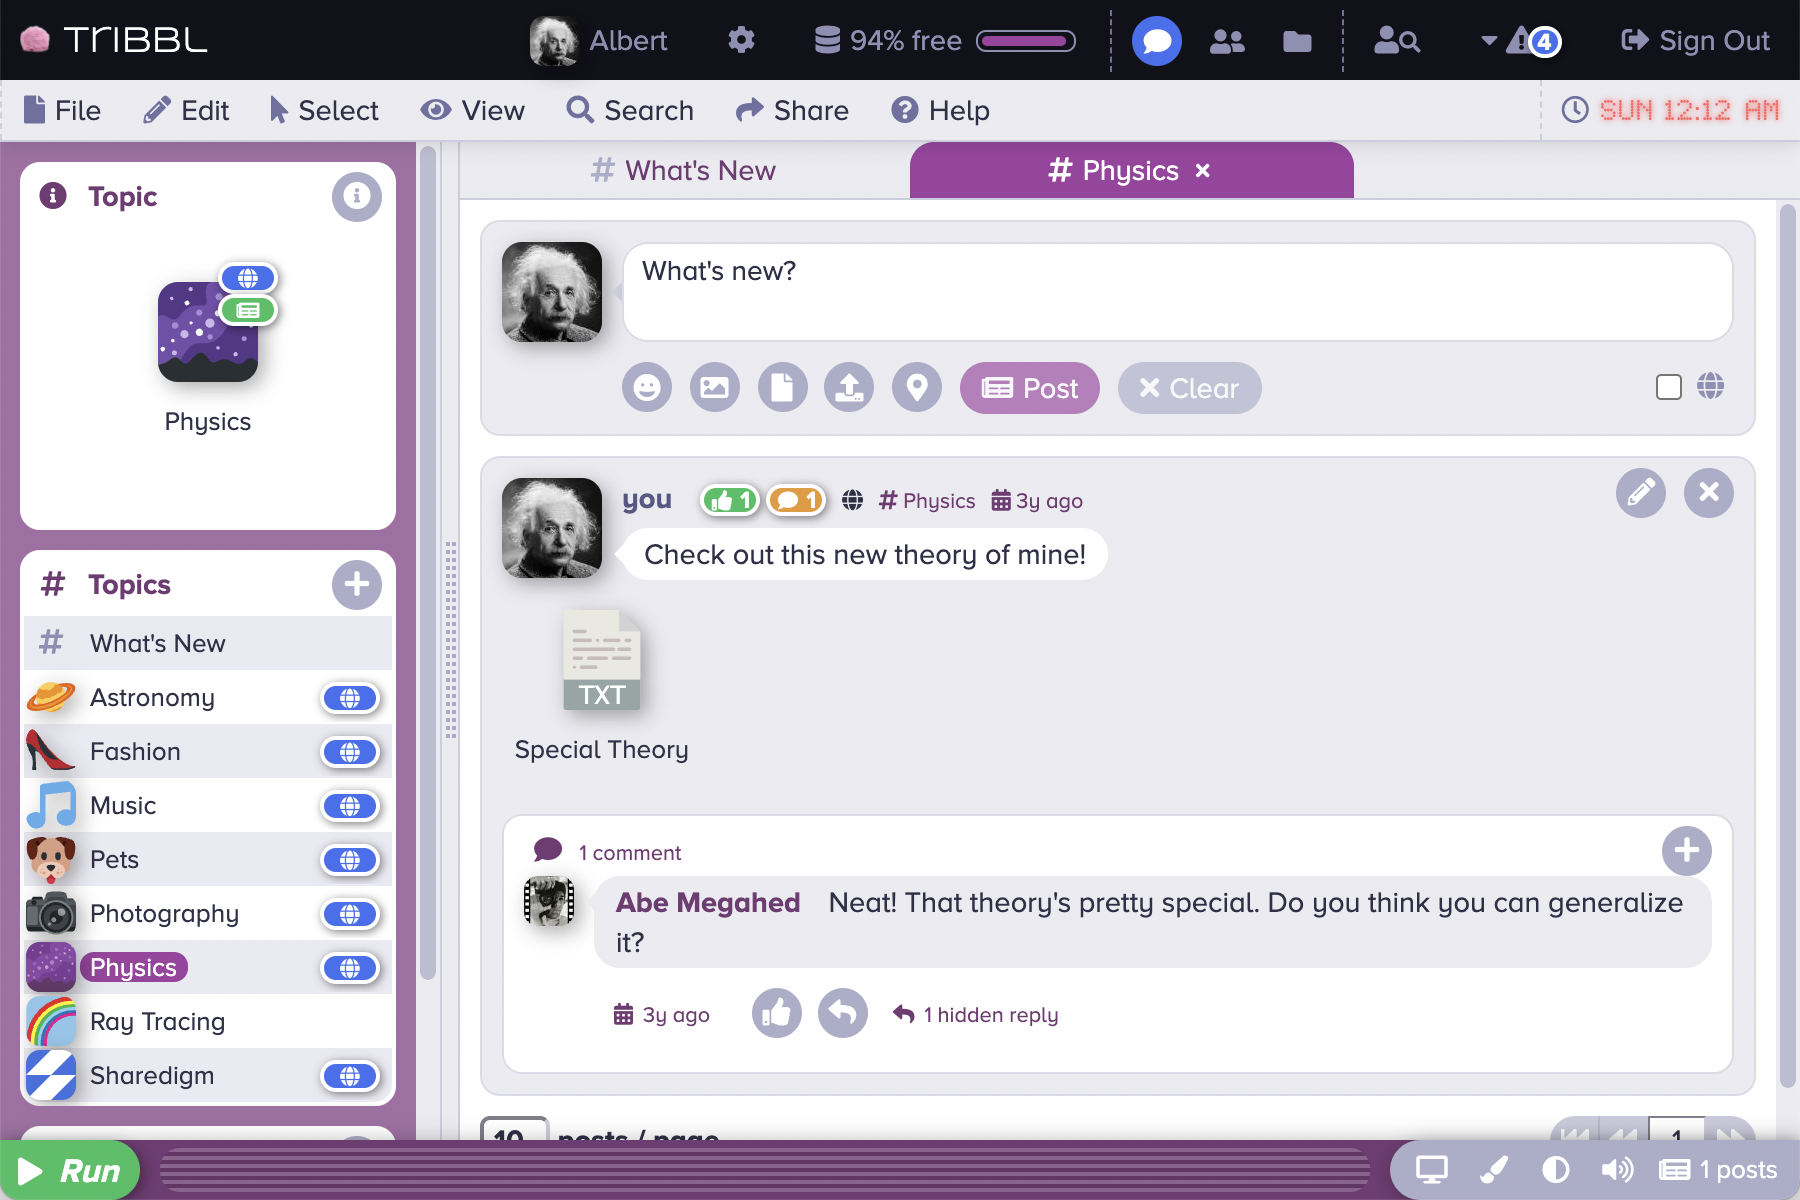 TRIBBL
Albert
94% free
4
Sign Out
File
Edit
Select
View
Search
Share
Help
SUN 12:12 AM
Topic
Physics
Topics
What's New
Astronomy
Fashion
Music
Pets
Photography
Physics
Ray Tracing
Sharedigm
# What's New
# Physics ×
What's new?
Post
Clear
you 1 1 # Physics 3y ago
Check out this new theory of mine!
TXT
Special Theory
1 comment
Abe Megahed Neat! That theory's pretty special. Do you think you can generalize
it?
3y ago
1 hidden reply
10 posts / page
1
Run
1 posts